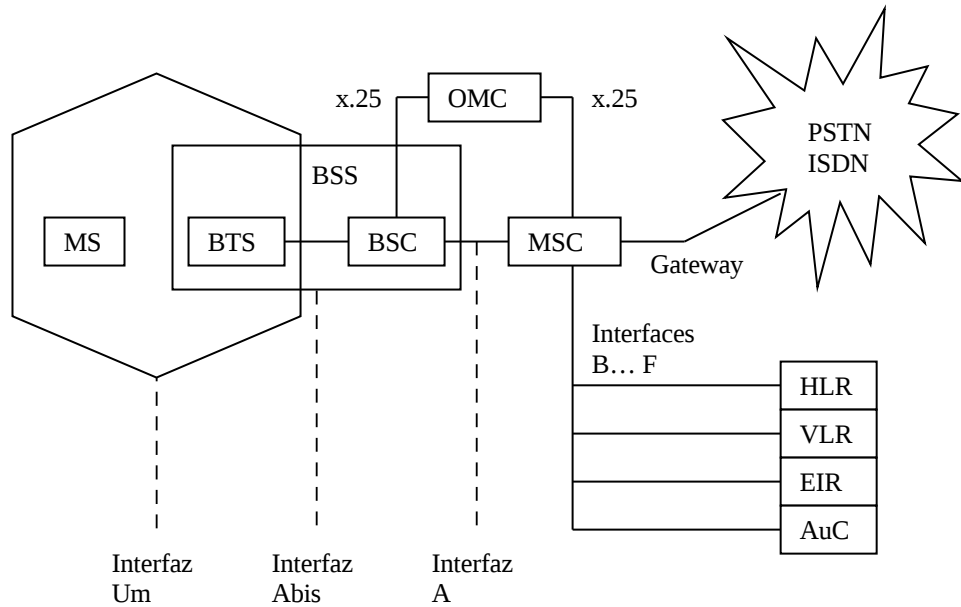 x.25
OMC
x.25
PSTN
ISDN
BSS
MS
BTS
BSC
MSC
Gateway
Interfaces
B… F
HLR
VLR
EIR
AuC
Interfaz
Um
Interfaz
Abis
Interfaz
A